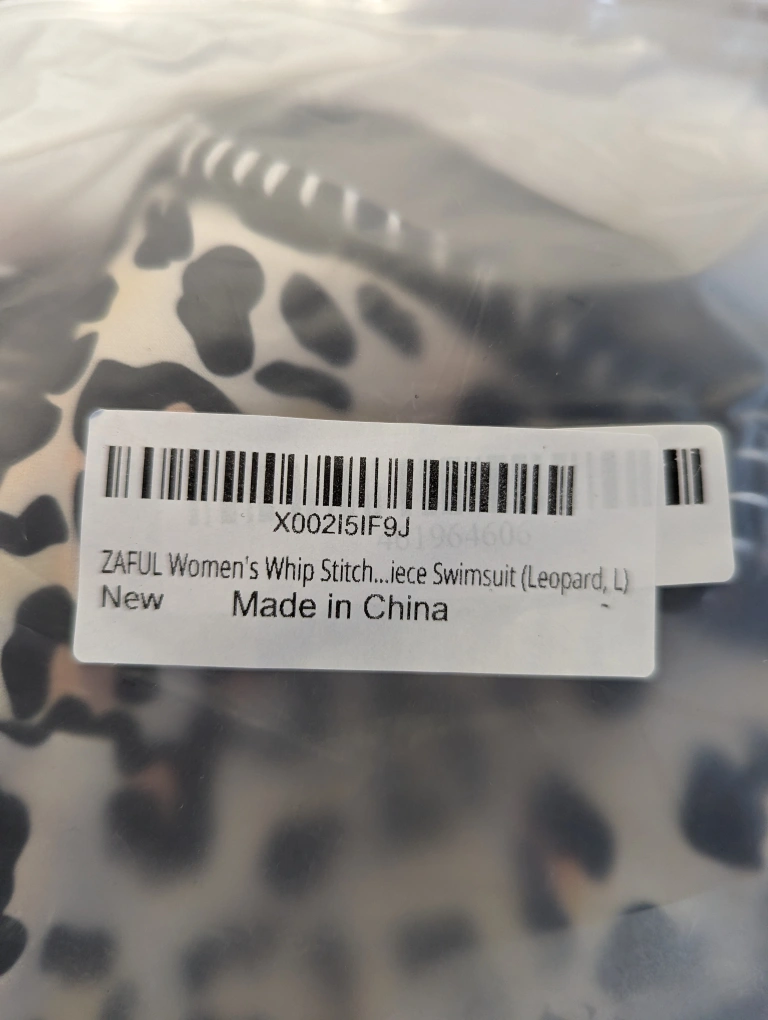 X002I5IF9J
ZAFUL Women's Whip Stitch...iece Swimsuit (Leopard, L)
New Made in China